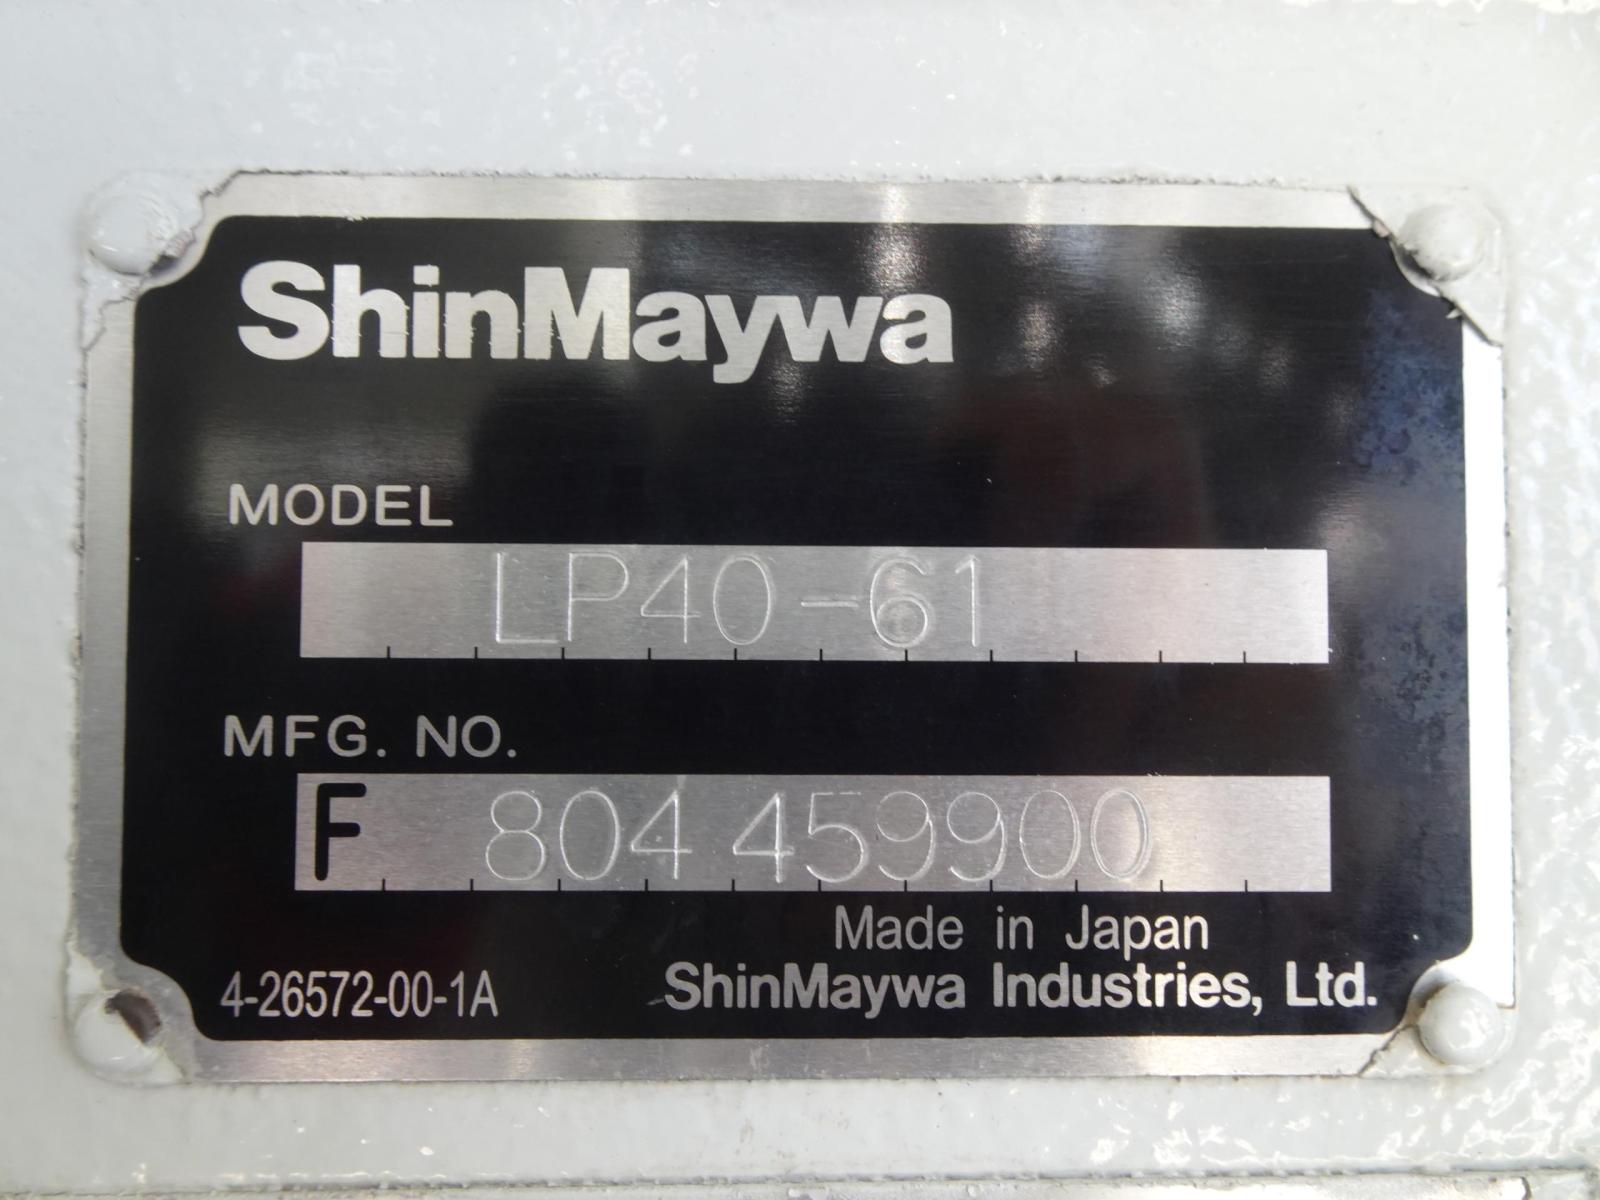 ShinMaywa
MODEL
LP40-61
MFG. NO.
F 804 459900
Made in Japan
4-26572-00-1A ShinMaywa Industries, Ltd.